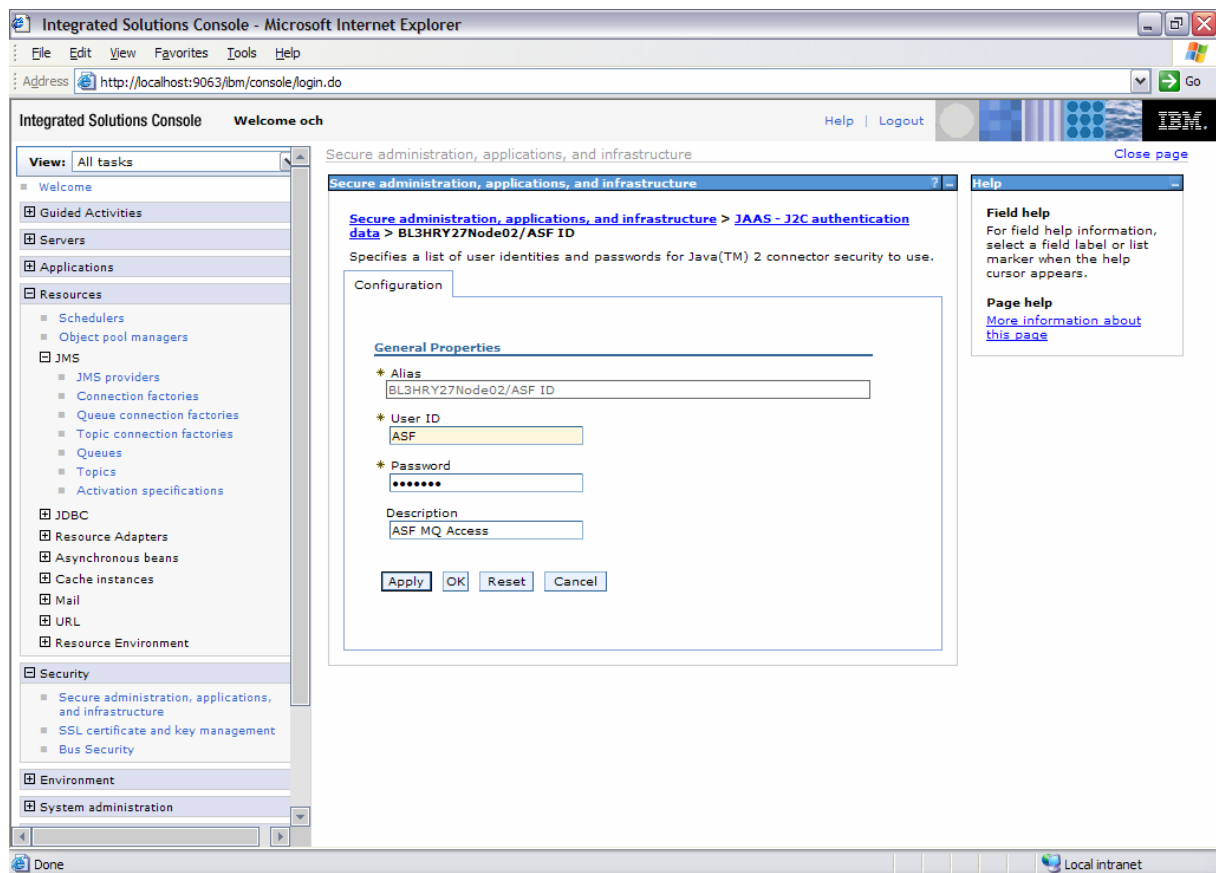 Integrated Solutions Console - Microsoft Internet Explorer
File Edit View Favorites Tools Help
Address http://localhost:9063/ibm/console/login.do Go
Integrated Solutions Console Welcome och Help | Logout IBM.
View: All tasks
Welcome
Guided Activities
Servers
Applications
Resources
Schedulers
Object pool managers
JMS
JMS providers
Connection factories
Queue connection factories
Topic connection factories
Queues
Topics
Activation specifications
JDBC
Resource Adapters
Asynchronous beans
Cache instances
Mail
URL
Resource Environment
Security
Secure administration, applications,
and infrastructure
SSL certificate and key management
Bus Security
Environment
System administration
Secure administration, applications, and infrastructure Close page
Secure administration, applications, and infrastructure ? -
Secure administration, applications, and infrastructure > JAAS - J2C authentication
data > BL3HRY27Node02/ASF ID
Specifies a list of user identities and passwords for Java(TM) 2 connector security to use.
Configuration
General Properties
* Alias
BL3HRY27Node02/ASF ID
* User ID
ASF
* Password
•••••••
Description
ASF MQ Access
Apply OK Reset Cancel
Help -
Field help
For field help information,
select a field label or list
marker when the help
cursor appears.
Page help
More information about
this page
Done Local intranet